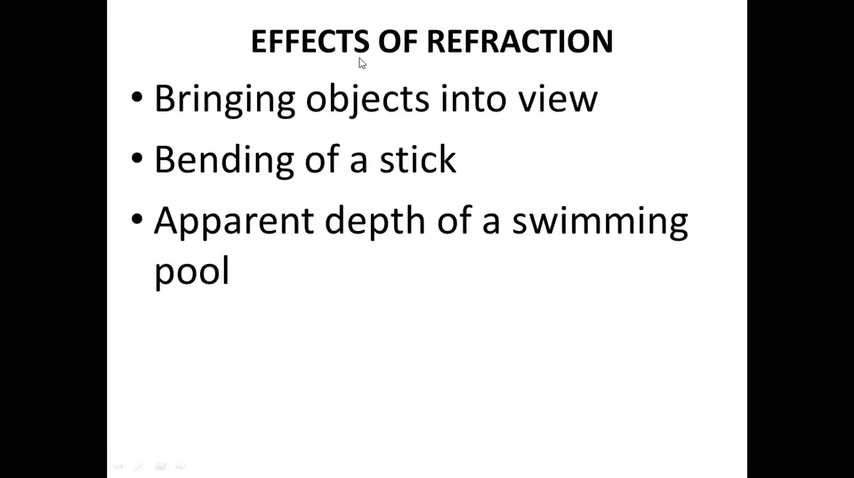 EFFECTS OF REFRACTION
• Bringing objects into view
• Bending of a stick
• Apparent depth of a swimming
pool